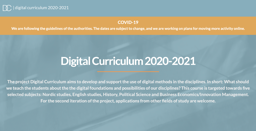 | digital curriculum 2020-2021
COVID-19
We are following the guidelines of the authorities. The dates are subject to change, and we are working on plans for moving more activity online.
Digital Curriculum 2020-2021
The project Digital Curriculum aims to develop and support the use of digital methods in the disciplines. In short: What should
we teach the students about the the digital foundations and possibilities of our disciplines? This course is targeted towards five
selected subjects: Nordic studies, English studies, History, Political Science and Business Economics/Innovation Management.
For the second iteration of the project, applications from other fields of study are welcome.